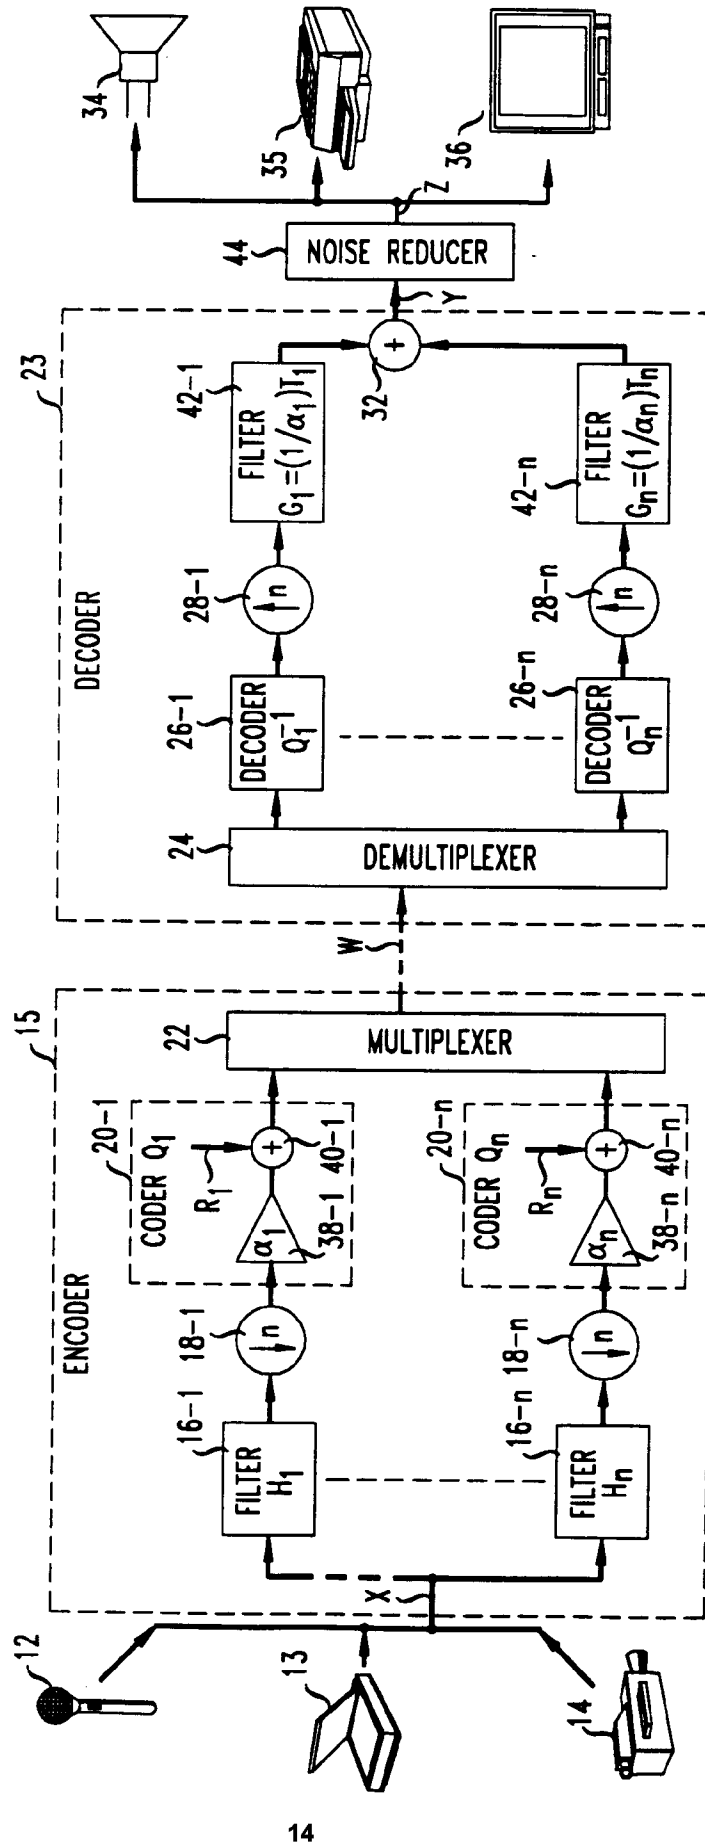 12
13
14
X
15
ENCODER
16-1
FILTER
H1
18-1
↓n
20-1
CODER Q1
R1
α1
38-1
+
40-1
16-n
FILTER
Hn
18-n
↓n
20-n
CODER Qn
Rn
αn
38-n
+
40-n
22
MULTIPLEXER
W
23
DECODER
24
DEMULTIPLEXER
26-1
DECODER
Q1^-1
28-1
↑n
42-1
FILTER
G1=(1/α1)T1
26-n
DECODER
Qn^-1
28-n
↑n
42-n
FILTER
Gn=(1/αn)Tn
+
32
Y
44
NOISE REDUCER
Z
34
35
36
14